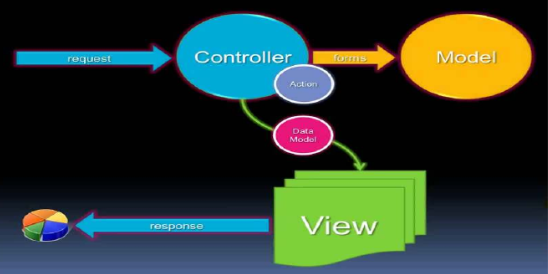 request
Controller
forms
Model
Action
Data
Model
View
response